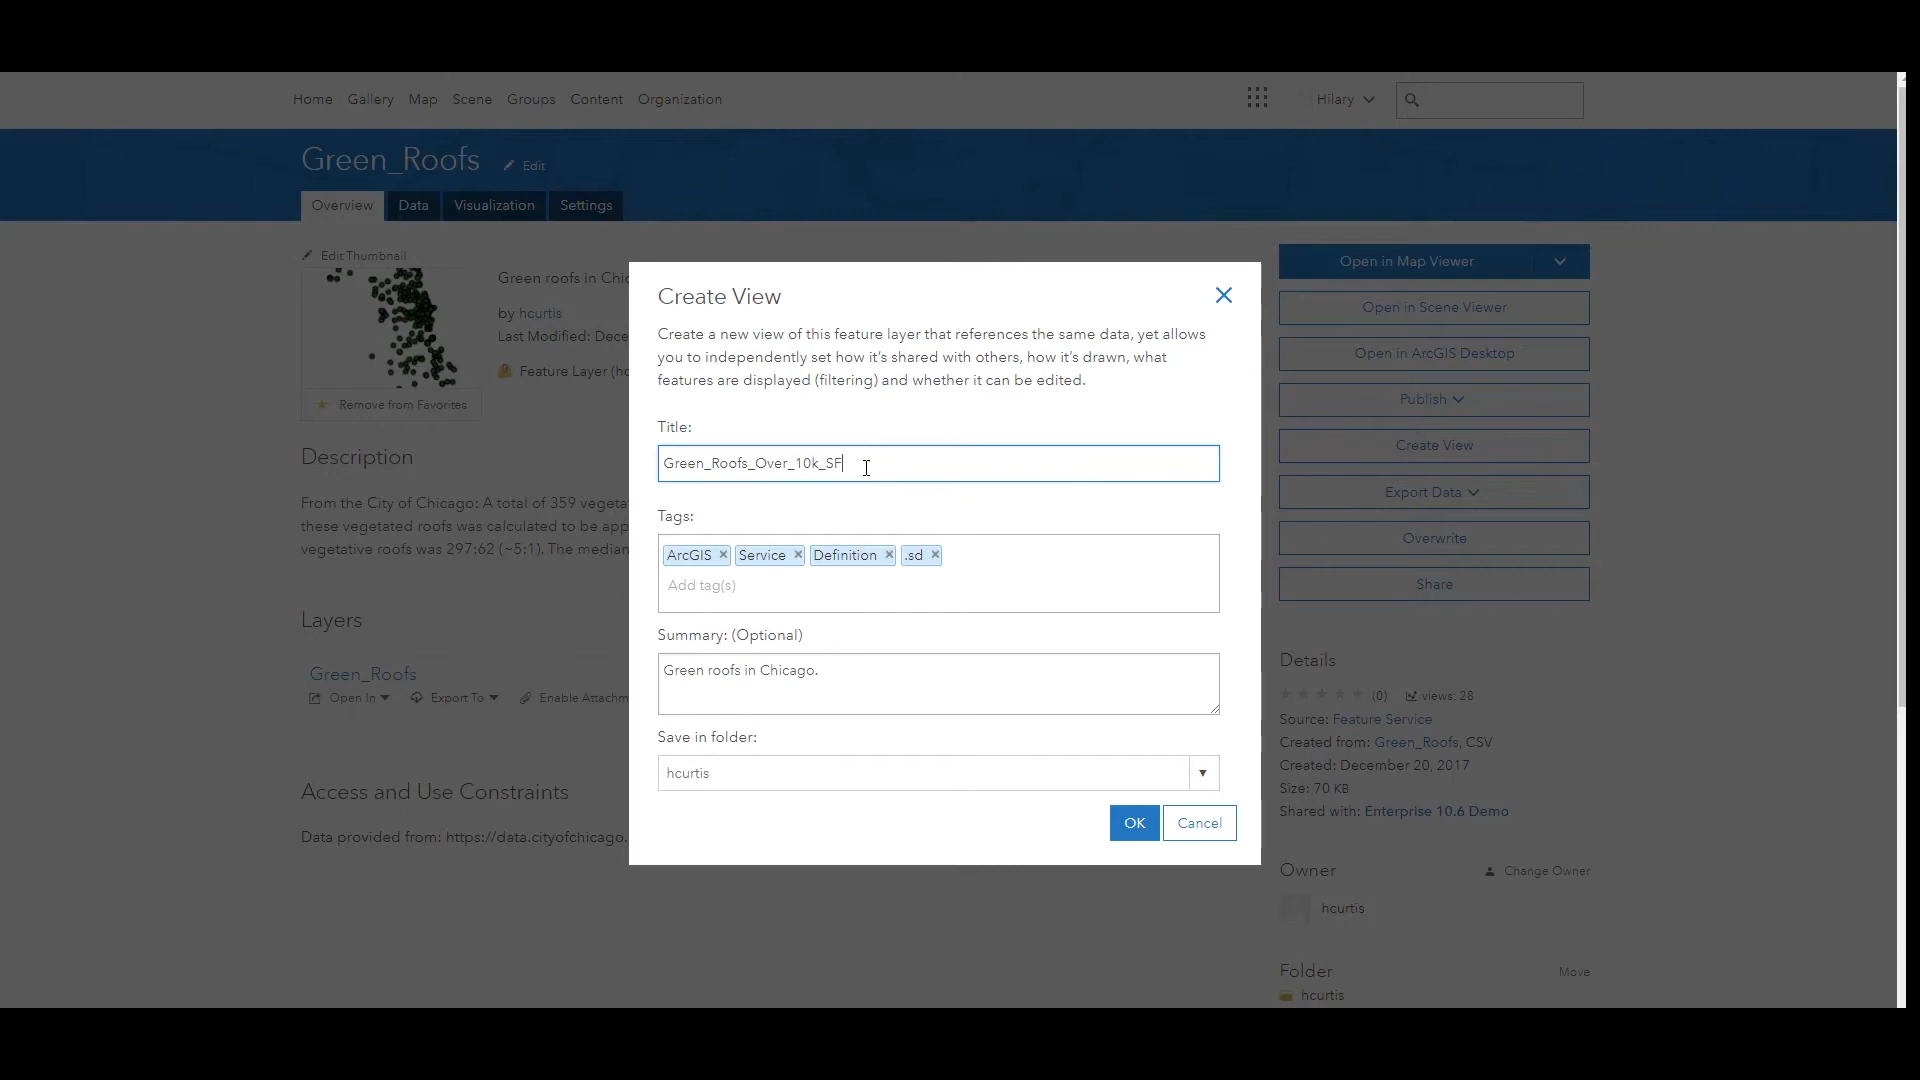 Home Gallery Map Scene Groups Content Organization
Hilary
Green_Roofs Edit
Overview Data Visualization Settings
Edit Thumbnail
Green roofs in Chic
by hcurtis
Last Modified: Dece
Feature Layer (ho
Remove from Favorites
Description
From the City of Chicago: A total of 359 vegeta
these vegetated roofs was calculated to be app
vegetative roofs was 297:62 (~5:1). The median
Layers
Green_Roofs
Open In Export To Enable Attachm
Access and Use Constraints
Data provided from: https://data.cityofchicago.
Create View
Create a new view of this feature layer that references the same data, yet allows
you to independently set how it's shared with others, how it's drawn, what
features are displayed (filtering) and whether it can be edited.
Title:
Green_Roofs_Over_10k_SF
Tags:
ArcGIS × Service × Definition × .sd ×
Add tag(s)
Summary: (Optional)
Green roofs in Chicago.
Save in folder:
hcurtis
OK Cancel
Open in Map Viewer
Open in Scene Viewer
Open in ArcGIS Desktop
Publish
Create View
Export Data
Overwrite
Share
Details
(0) views: 28
Source: Feature Service
Created from: Green_Roofs, CSV
Created: December 20, 2017
Size: 70 KB
Shared with: Enterprise 10.6 Demo
Owner Change Owner
hcurtis
Folder Move
hcurtis